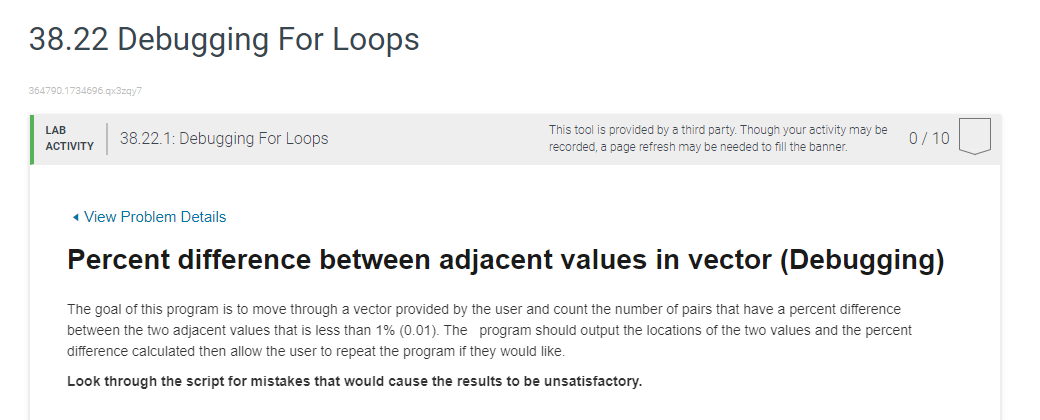 38.22 Debugging For Loops
364790.1734696.qx3zqy7
LAB
ACTIVITY
38.22.1: Debugging For Loops
This tool is provided by a third party. Though your activity may be
recorded, a page refresh may be needed to fill the banner.
0 / 10
View Problem Details
Percent difference between adjacent values in vector (Debugging)
The goal of this program is to move through a vector provided by the user and count the number of pairs that have a percent difference
between the two adjacent values that is less than 1% (0.01). The program should output the locations of the two values and the percent
difference calculated then allow the user to repeat the program if they would like.
Look through the script for mistakes that would cause the results to be unsatisfactory.